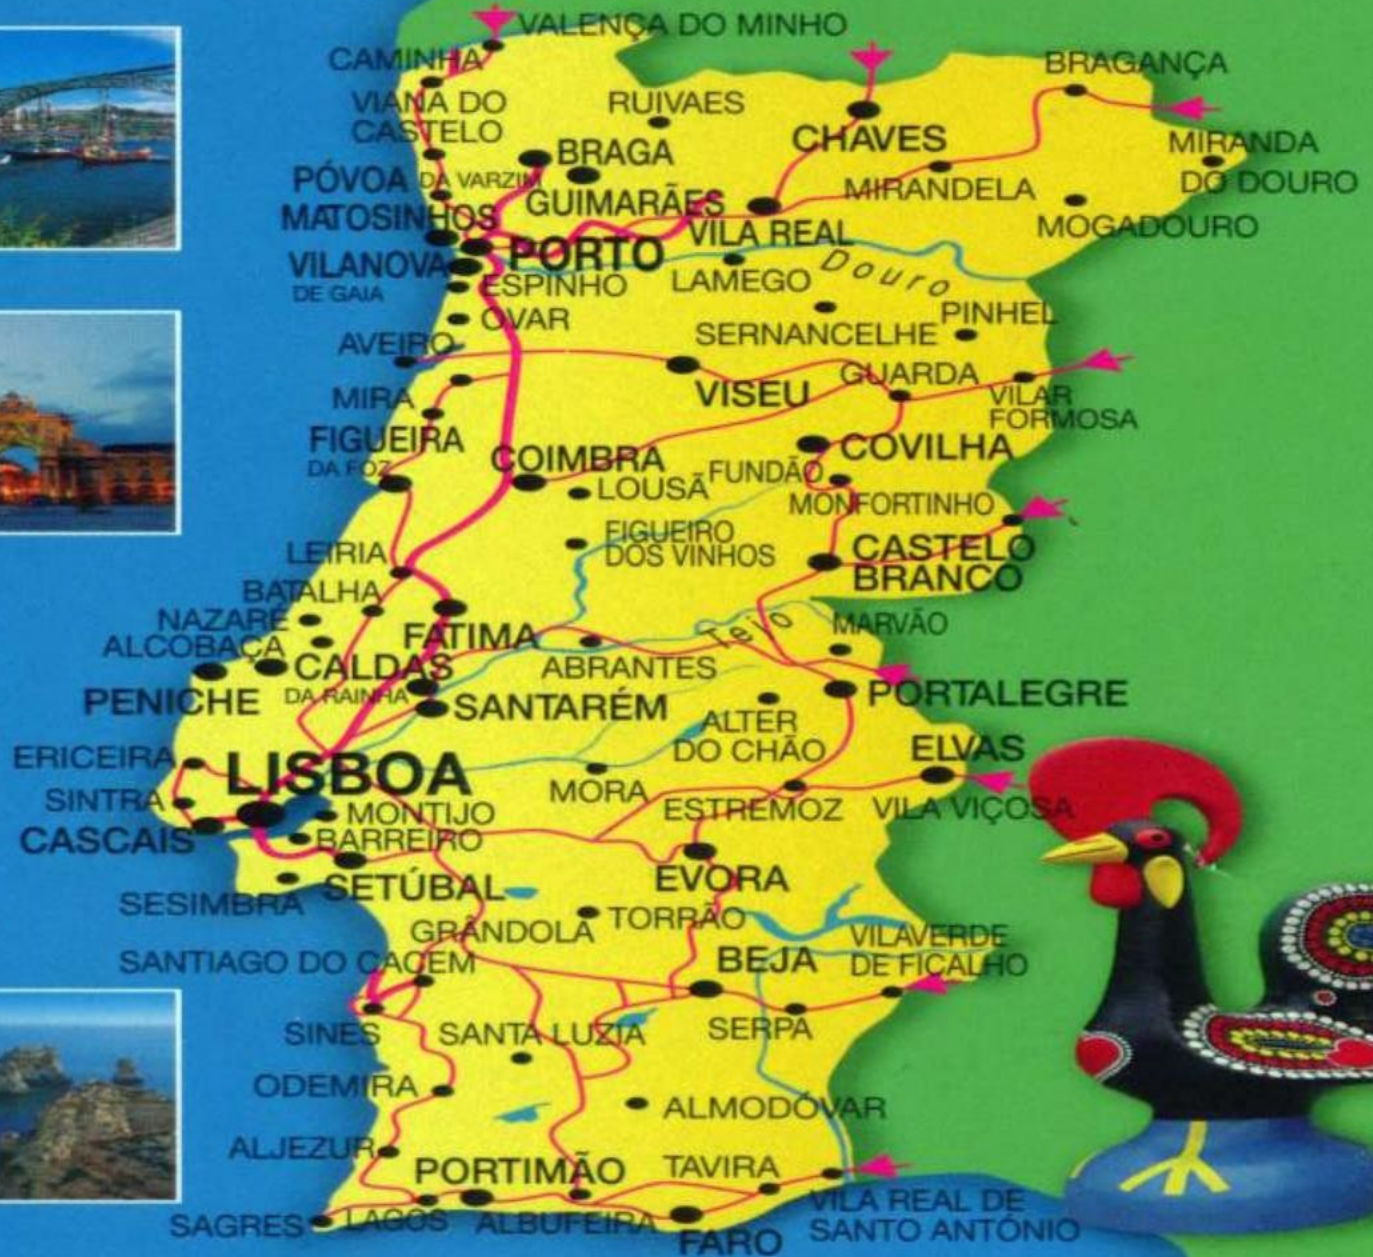 VALENÇA DO MINHO
CAMINHA
BRAGANÇA
VIANA DO
CASTELO
RUIVAES
CHAVES
MIRANDA
DO DOURO
BRAGA
PÓVOA DA VARZIM
GUIMARÃES
MIRANDELA
MATOSINHOS
MOGADOURO
VILA REAL
PORTO
VILANOVA
DE GAIA
ESPINHO
LAMEGO
Douro
OVAR
PINHEL
SERNANCELHE
AVEIRO
GUARDA
MIRA
VISEU
VILAR
FORMOSA
FIGUEIRA
DA FOZ
COIMBRA
COVILHA
FUNDÃO
LOUSÃ
MONFORTINHO
FIGUEIRO
DOS VINHOS
LEIRIA
CASTELO
BRANCO
BATALHA
NAZARÉ
ALCOBAÇA
FATIMA
Tejo
MARVÃO
CALDAS
DA RAINHA
ABRANTES
PENICHE
SANTARÉM
PORTALEGRE
ALTER
DO CHÃO
ERICEIRA
LISBOA
ELVAS
SINTRA
MORA
ESTREMOZ
VILA VIÇOSA
MONTIJO
CASCAIS
BARREIRO
SETÚBAL
EVORA
SESIMBRA
GRÂNDOLA
TORRÃO
SANTIAGO DO CACEM
BEJA
VILAVERDE
DE FICALHO
SINES
SANTA LUZIA
SERPA
ODEMIRA
ALMODÓVAR
ALJEZUR
PORTIMÃO
TAVIRA
SAGRES
LAGOS
ALBUFEIRA
FARO
VILA REAL DE
SANTO ANTÓNIO